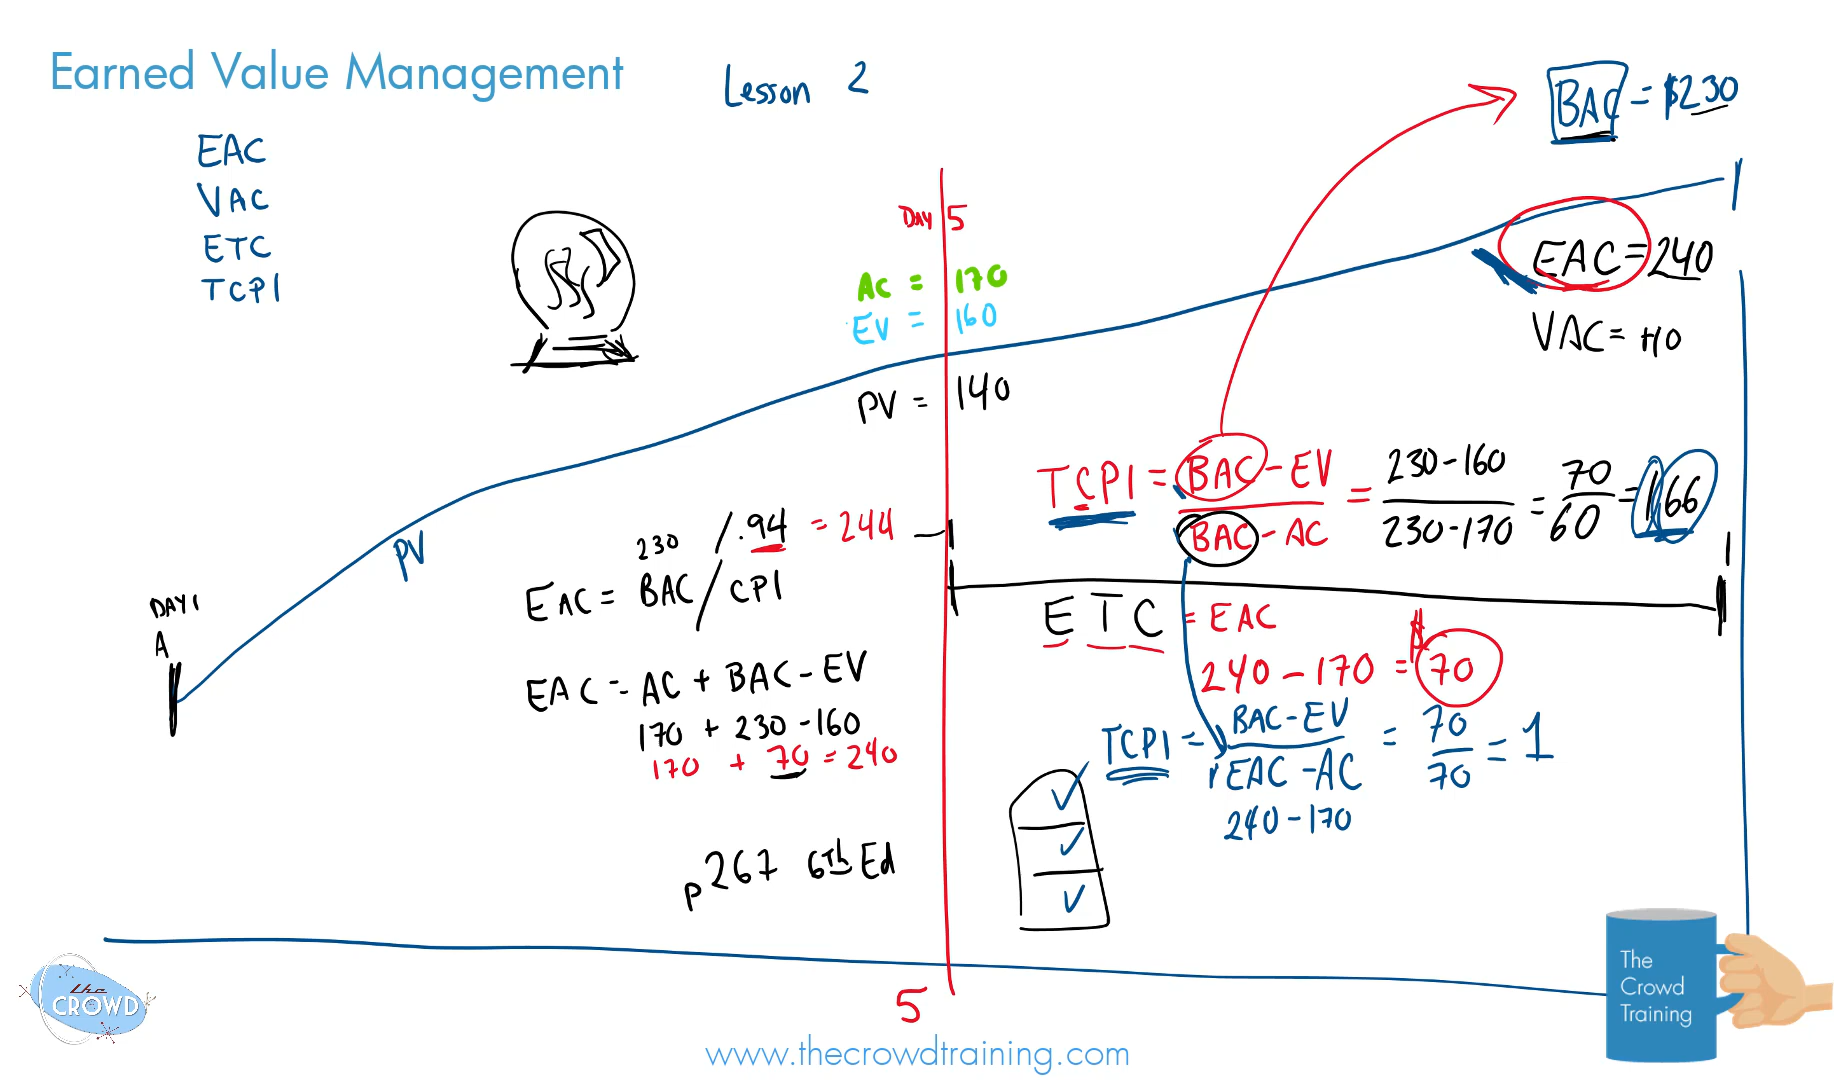 Earned Value Management
Lesson 2
EAC
VAC
ETC
TCPI
BAC = $230
DAY 5
AC = 170
EV = 160
PV = 140
EAC = 240
PV
DAY 1
A
230 / .94 = 244
EAC = BAC / CPI
EAC = AC + BAC - EV
170 + 230 - 160
170 + 70 = 240
p267 6Th Ed
TCPI = BAC - EV / BAC - AC = 230-160 / 230-170 = 70 / 60 =
ETC = EAC
240 - 170 = $70
TCPI = BAC-EV / EAC-AC = 70 / 70 = 1
240-170
5
the
CROWD
The
Crowd
Training
www.thecrowdtraining.com